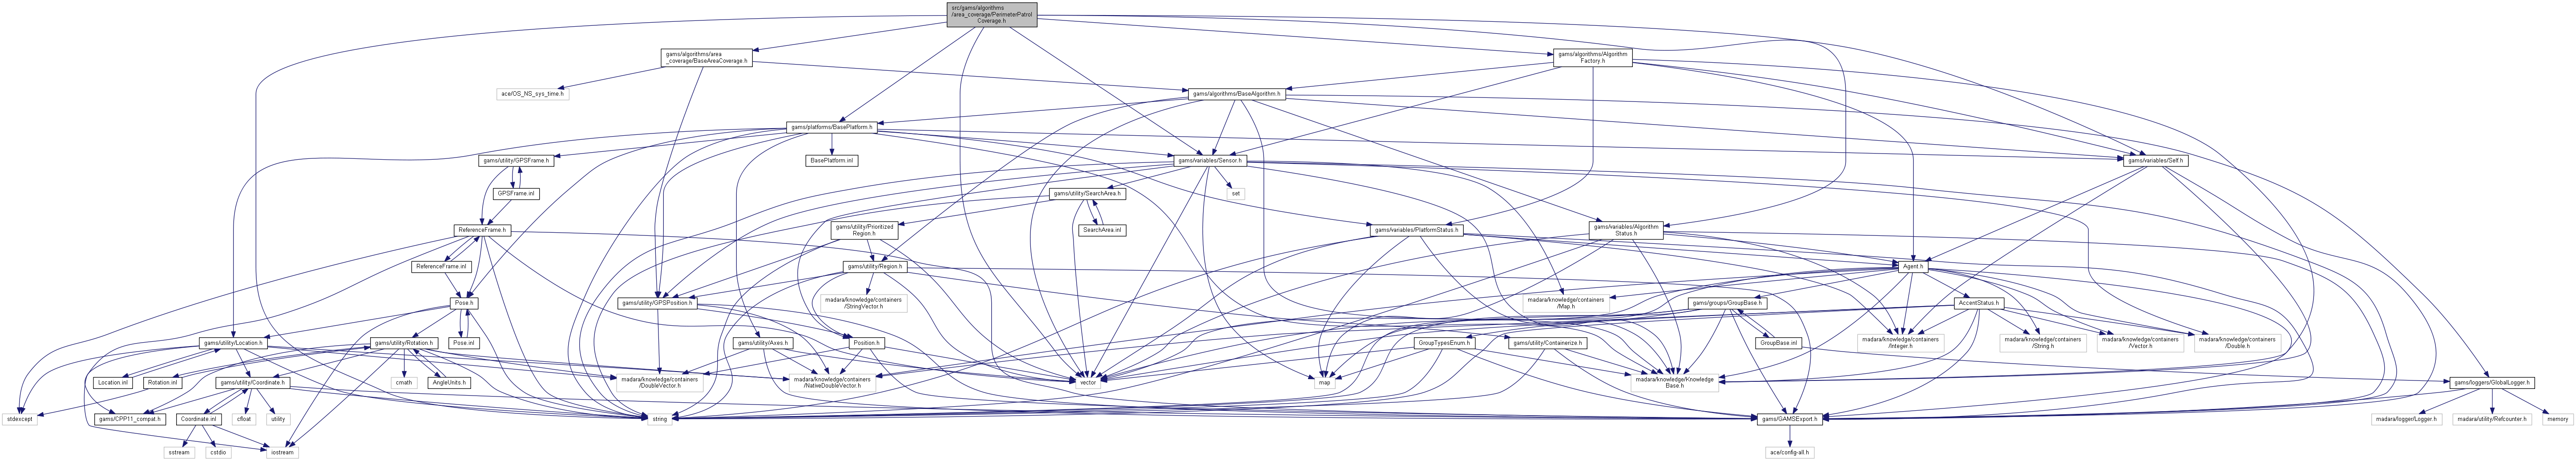 src/gams/algorithms
/area_coverage/PerimeterPatrol
Coverage.h
gams/algorithms/area
_coverage/BaseAreaCoverage.h
gams/algorithms/Algorithm
Factory.h
ace/OS_NS_sys_time.h
gams/algorithms/BaseAlgorithm.h
gams/platforms/BasePlatform.h
gams/utility/GPSFrame.h
BasePlatform.inl
gams/variables/Sensor.h
gams/variables/Self.h
GPSFrame.inl
gams/utility/SearchArea.h
set
ReferenceFrame.h
gams/utility/Prioritized
Region.h
SearchArea.inl
gams/variables/PlatformStatus.h
gams/variables/Algorithm
Status.h
ReferenceFrame.inl
gams/utility/Region.h
Agent.h
Pose.h
gams/utility/GPSPosition.h
madara/knowledge/containers
/StringVector.h
madara/knowledge/containers
/Map.h
gams/groups/GroupBase.h
AccentStatus.h
gams/utility/Location.h
gams/utility/Rotation.h
Pose.inl
gams/utility/Axes.h
Position.h
GroupTypesEnum.h
gams/utility/Containerize.h
GroupBase.inl
madara/knowledge/containers
/Integer.h
madara/knowledge/containers
/String.h
madara/knowledge/containers
/Vector.h
madara/knowledge/containers
/Double.h
Location.inl
Rotation.inl
gams/utility/Coordinate.h
cmath
AngleUnits.h
madara/knowledge/containers
/DoubleVector.h
madara/knowledge/containers
/NativeDoubleVector.h
vector
map
madara/knowledge/Knowledge
Base.h
gams/loggers/GlobalLogger.h
stdexcept
gams/CPP11_compat.h
Coordinate.inl
cfloat
utility
string
gams/GAMSExport.h
madara/logger/Logger.h
madara/utility/Refcounter.h
memory
sstream
cstdio
iostream
ace/config-all.h